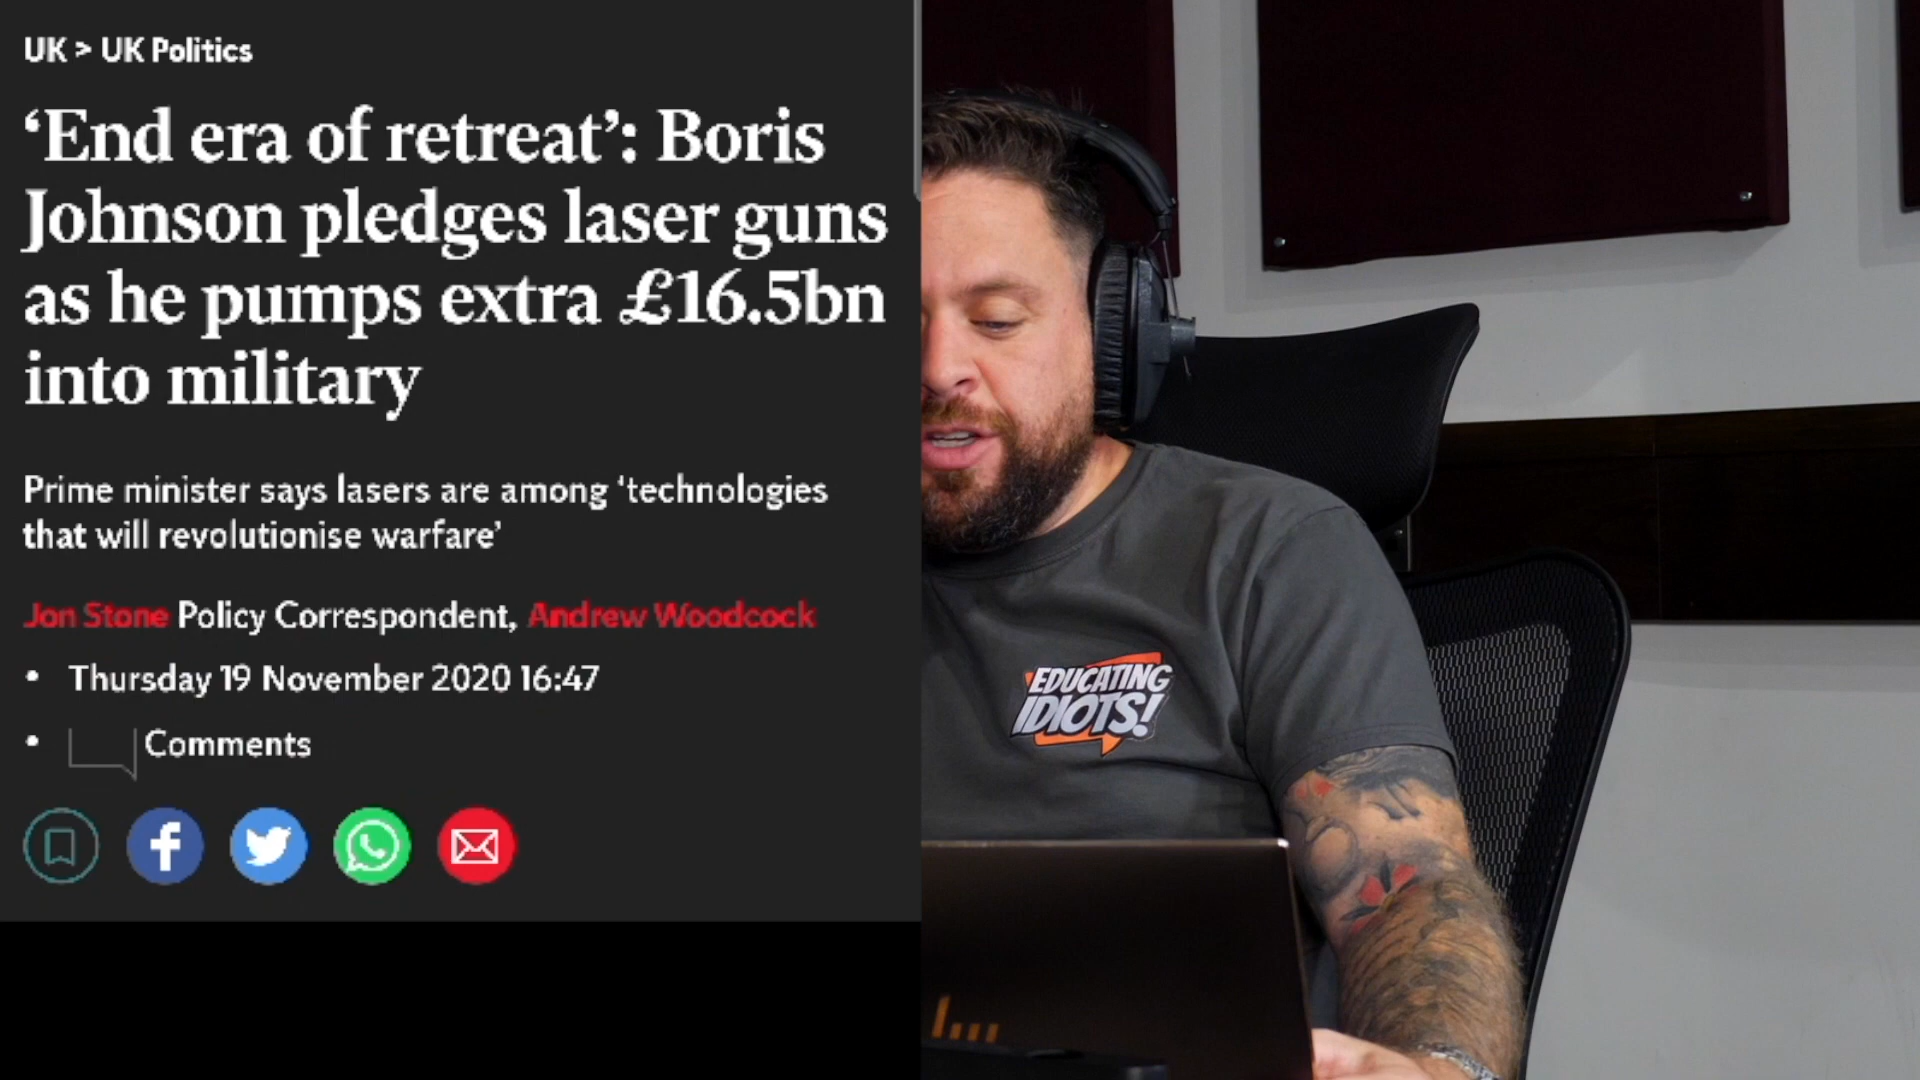 UK > UK Politics
‘End era of retreat’: Boris
Johnson pledges laser guns
as he pumps extra £16.5bn
into military
Prime minister says lasers are among ‘technologies
that will revolutionise warfare’
Jon Stone Policy Correspondent, Andrew Woodcock
• Thursday 19 November 2020 16:47
• Comments
EDUCATING
IDIOTS!